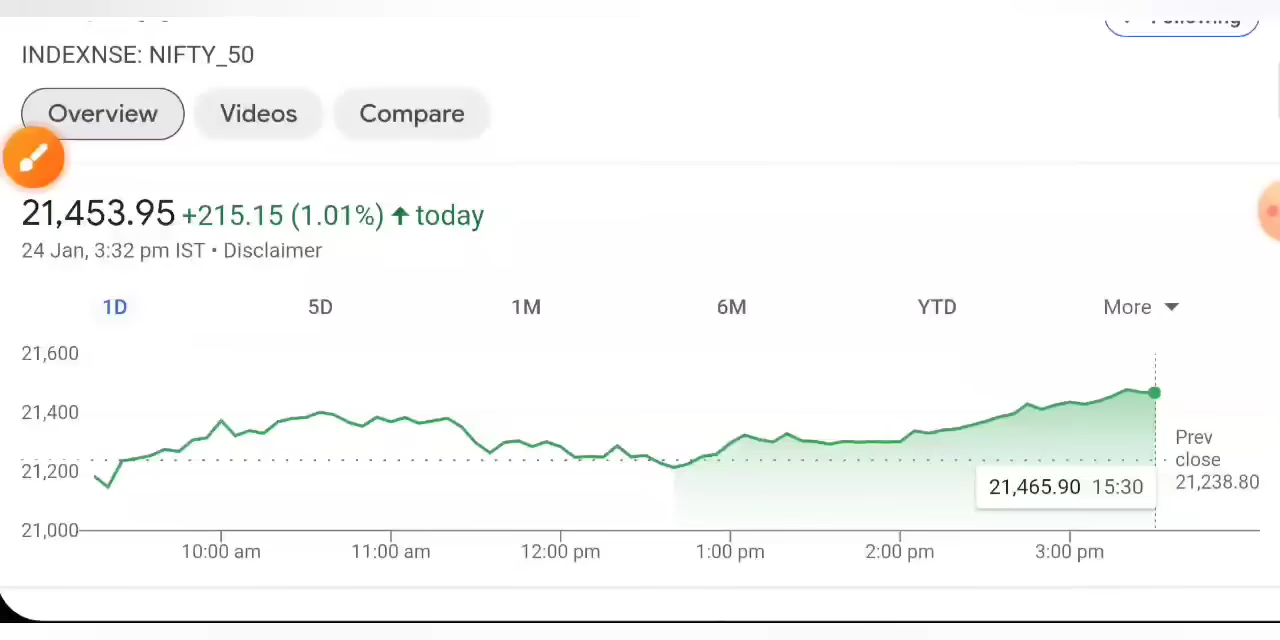 Following
INDEXNSE: NIFTY_50
Overview Videos Compare
21,453.95 +215.15 (1.01%) ↑ today
24 Jan, 3:32 pm IST • Disclaimer
1D 5D 1M 6M YTD More
21,600
21,400
21,200
21,000
Prev
close
21,238.80
21,465.90 15:30
10:00 am 11:00 am 12:00 pm 1:00 pm 2:00 pm 3:00 pm